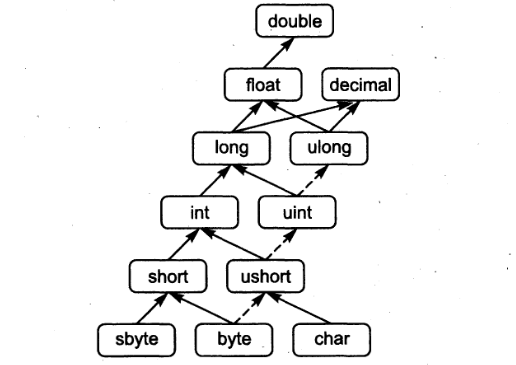 double
float decimal
long ulong
int uint
short ushort
sbyte byte char